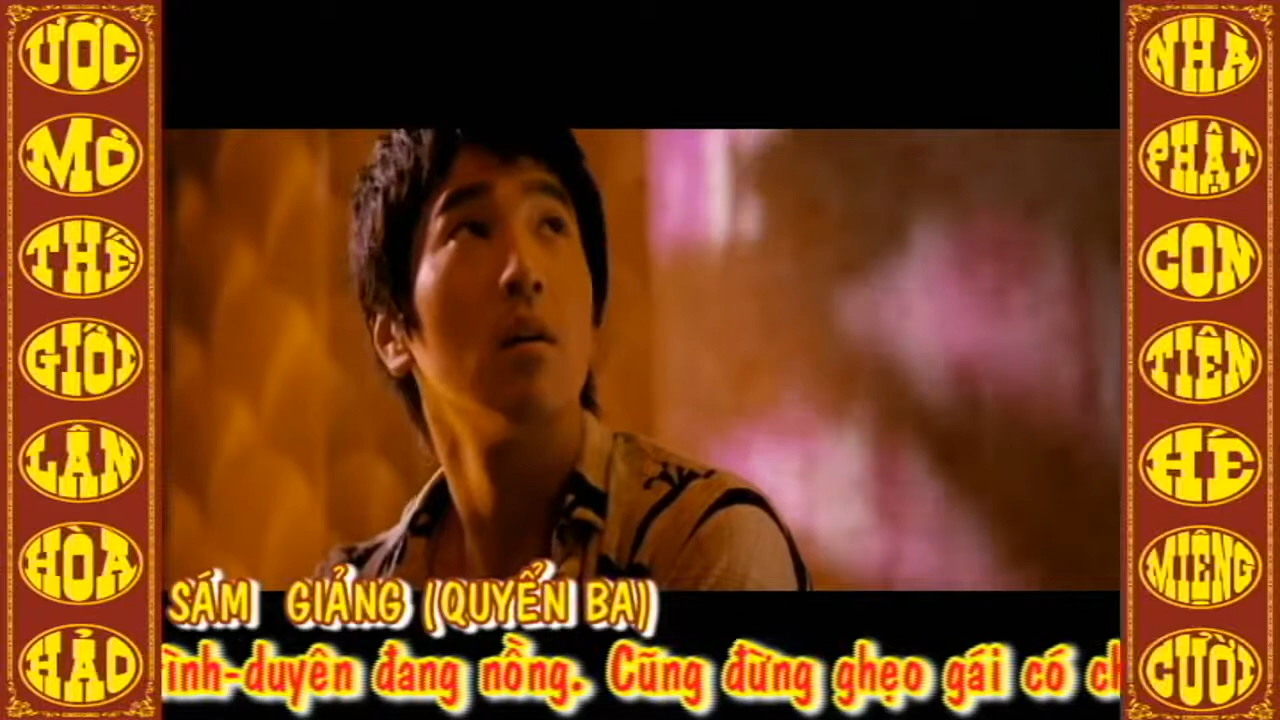 ƯỚC
MƠ
THẾ
GIỚI
LÂN
HÒA
HẢO
NHÀ
PHẬT
CON
TIÊN
HÉ
MIỆNG
CƯỜI
SÁM GIẢNG (QUYỂN BA)
ình-duyên đang nồng. Cũng đừng ghẹo gái có ch